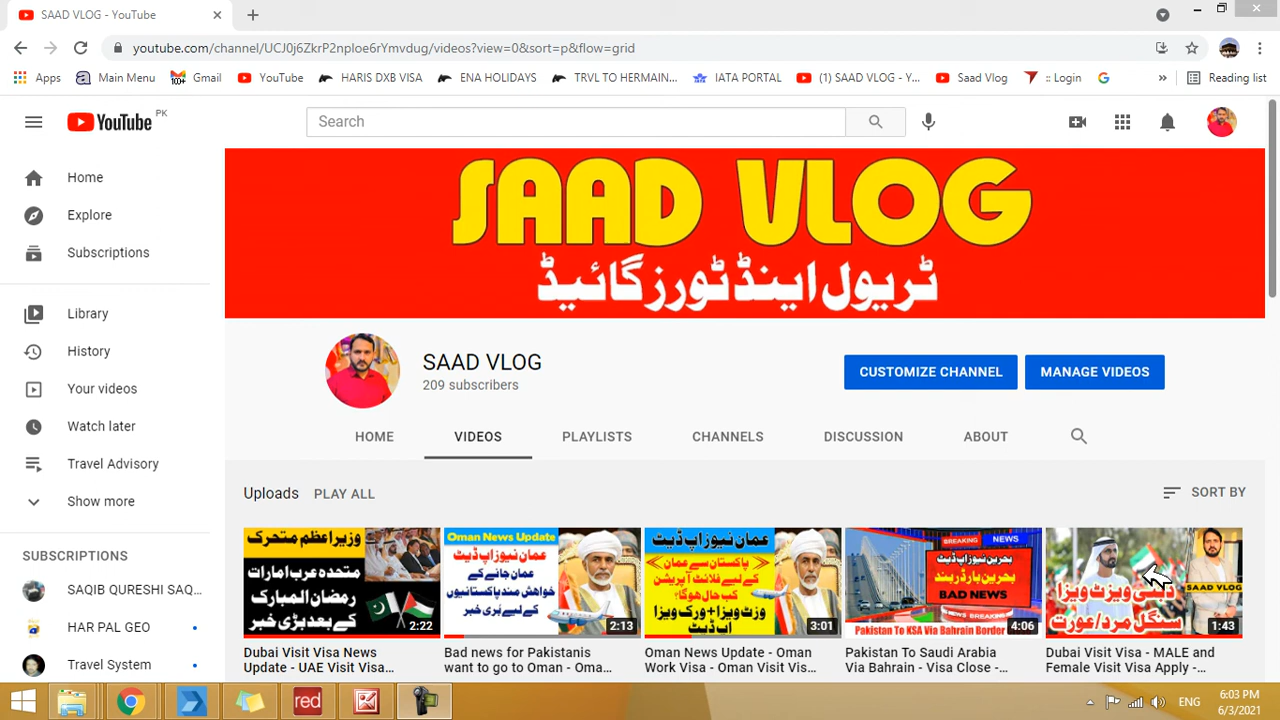 SAAD VLOG - YouTube
youtube.com/channel/UCJ0j6ZkrP2nploe6rYmvdug/videos?view=0&sort=p&flow=grid
Apps
Main Menu
Gmail
YouTube
HARIS DXB VISA
ENA HOLIDAYS
TRVL TO HERMAIN...
IATA PORTAL
(1) SAAD VLOG - Y...
Saad Vlog
:: Login
Reading list
YouTube PK
Search
SAAD VLOG
ٹریول اینڈ ٹورز گائیڈ
Home
Explore
Subscriptions
Library
History
Your videos
Watch later
Travel Advisory
Show more
SUBSCRIPTIONS
SAQIB QURESHI SAQ...
HAR PAL GEO
Travel System
SAAD VLOG
209 subscribers
CUSTOMIZE CHANNEL
MANAGE VIDEOS
HOME
VIDEOS
PLAYLISTS
CHANNELS
DISCUSSION
ABOUT
Uploads
PLAY ALL
SORT BY
وزیراعظم متحرک
متحدہ عرب امارات
رمضان المبارک
کے بعد بڑی خبر
2:22
Dubai Visit Visa News
Update - UAE Visit Visa...
Oman News Update
عمان نیوز اپ ڈیٹ
عمان جانے کے
خواہش مند پاکستانیوں
کے لیے بُری خبر
2:13
Bad news for Pakistanis
want to go to Oman - Oma...
عمان نیوز اپ ڈیٹ
پاکستان سے عمان
کے لیے فلائٹ آپریشن
کب بحال ہوگا؟
وزٹ ویزا+ورک ویزا
اپ ڈیٹ
3:01
Oman News Update - Oman
Work Visa - Oman Visit Vis...
BREAKING NEWS
بحرین نیوز اپ ڈیٹ
بحرین بارڈر بند
BAD NEWS
Pakistan To KSA Via Bahrain Border
4:06
Pakistan To Saudi Arabia
Via Bahrain - Visa Close -...
دبئی ویزٹ ویزا
سنگل مرد/عورت
SAAD VLOG
1:43
Dubai Visit Visa - MALE and
Female Visit Visa Apply -...
red
ENG
6:03 PM
6/3/2021